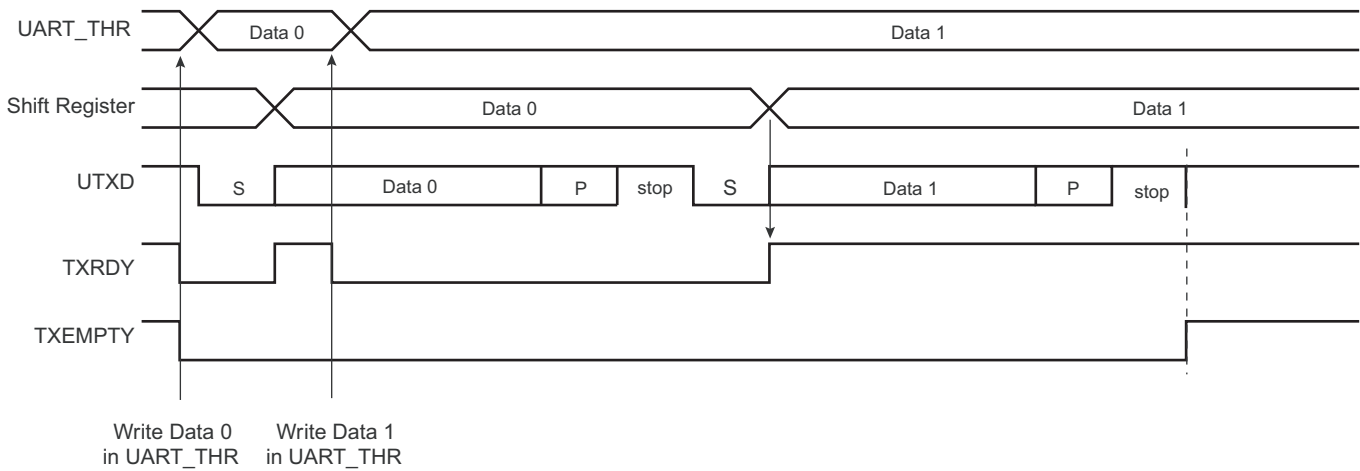 UART_THR
Data 0
Data 1
Shift Register
Data 0
Data 1
UTXD
S
Data 0
P
stop
S
Data 1
P
stop
TXRDY
TXEMPTY
Write Data 0
in UART_THR
Write Data 1
in UART_THR